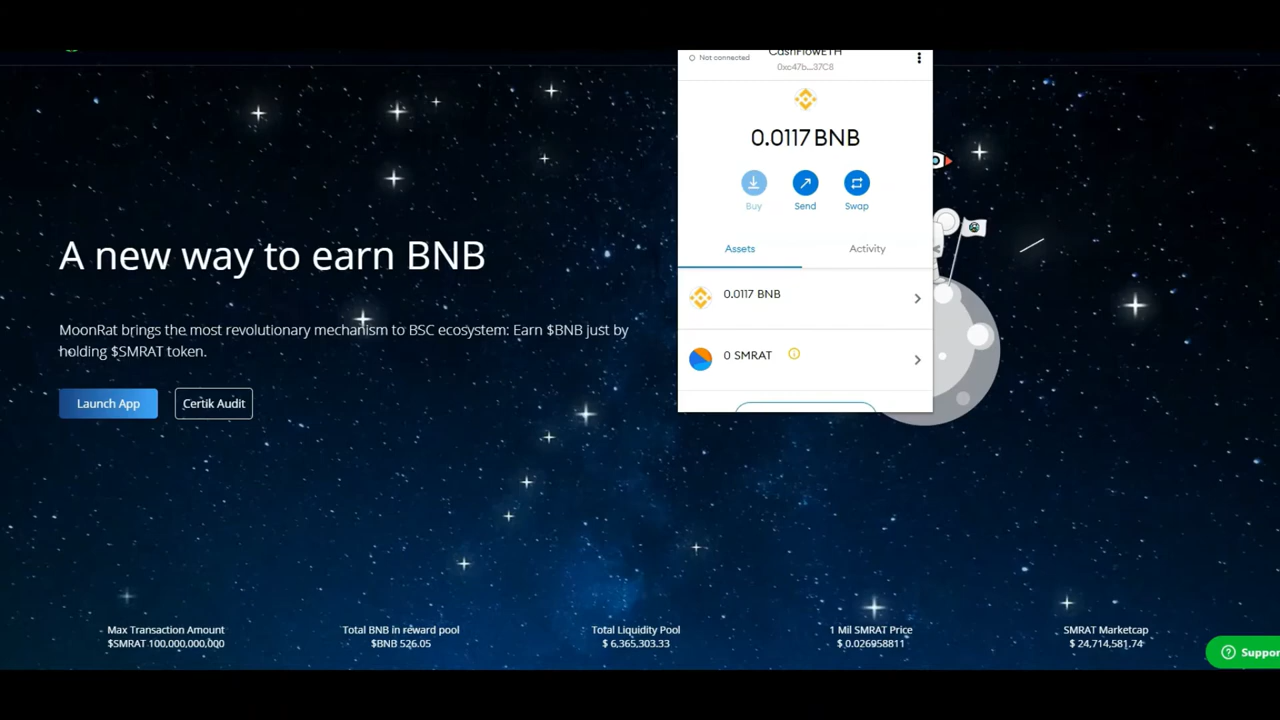 CashFlowETH
Not connected
0xc47b...37C8
0.0117 BNB
Buy
Send
Swap
Assets
Activity
0.0117 BNB
0 SMRAT
A new way to earn BNB
MoonRat brings the most revolutionary mechanism to BSC ecosystem: Earn $BNB just by
holding $SMRAT token.
Launch App
Certik Audit
Max Transaction Amount
$SMRAT 100,000,000,000
Total BNB in reward pool
$BNB 526.05
Total Liquidity Pool
$ 6,365,303.33
1 Mil SMRAT Price
$ 0.026958811
SMRAT Marketcap
$ 24,714,581.74
Suppor